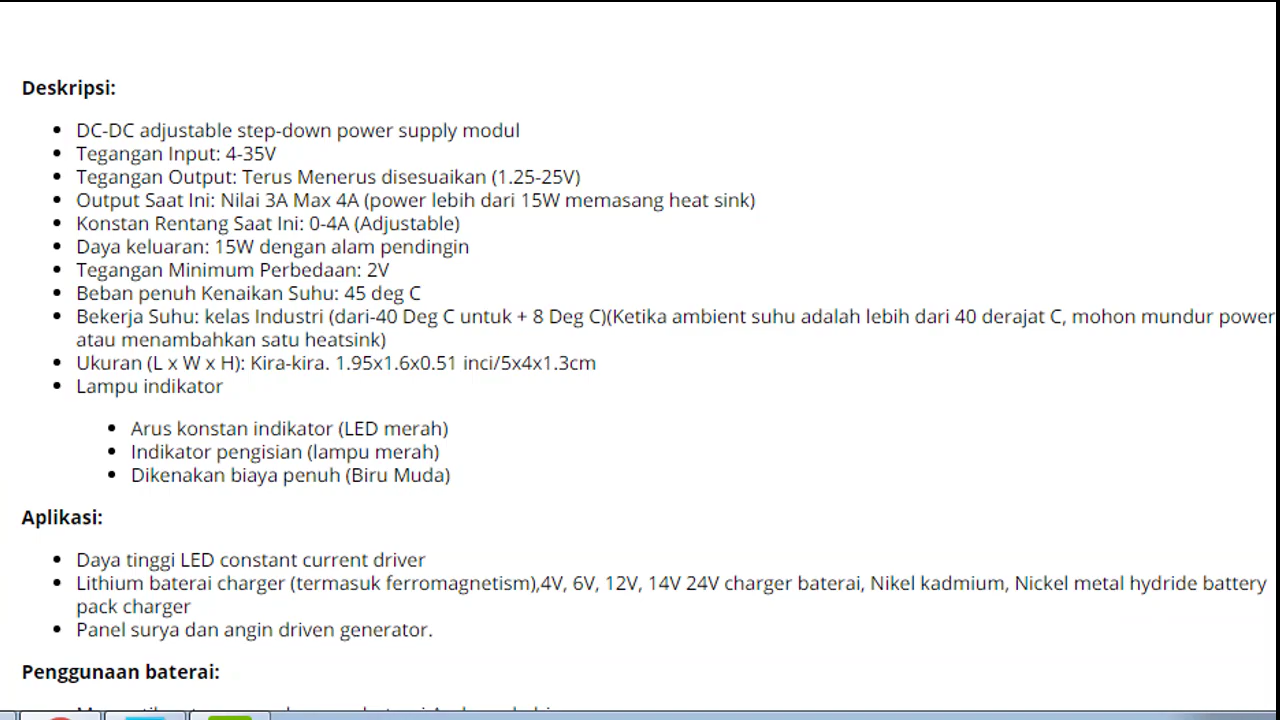 Deskripsi:
DC-DC adjustable step-down power supply modul
Tegangan Input: 4-35V
Tegangan Output: Terus Menerus disesuaikan (1.25-25V)
Output Saat Ini: Nilai 3A Max 4A (power lebih dari 15W memasang heat sink)
Konstan Rentang Saat Ini: 0-4A (Adjustable)
Daya keluaran: 15W dengan alam pendingin
Tegangan Minimum Perbedaan: 2V
Beban penuh Kenaikan Suhu: 45 deg C
Bekerja Suhu: kelas Industri (dari-40 Deg C untuk + 8 Deg C)(Ketika ambient suhu adalah lebih dari 40 derajat C, mohon mundur power
atau menambahkan satu heatsink)
Ukuran (L x W x H): Kira-kira. 1.95x1.6x0.51 inci/5x4x1.3cm
Lampu indikator
Arus konstan indikator (LED merah)
Indikator pengisian (lampu merah)
Dikenakan biaya penuh (Biru Muda)
Aplikasi:
Daya tinggi LED constant current driver
Lithium baterai charger (termasuk ferromagnetism),4V, 6V, 12V, 14V 24V charger baterai, Nikel kadmium, Nickel metal hydride battery
pack charger
Panel surya dan angin driven generator.
Penggunaan baterai: